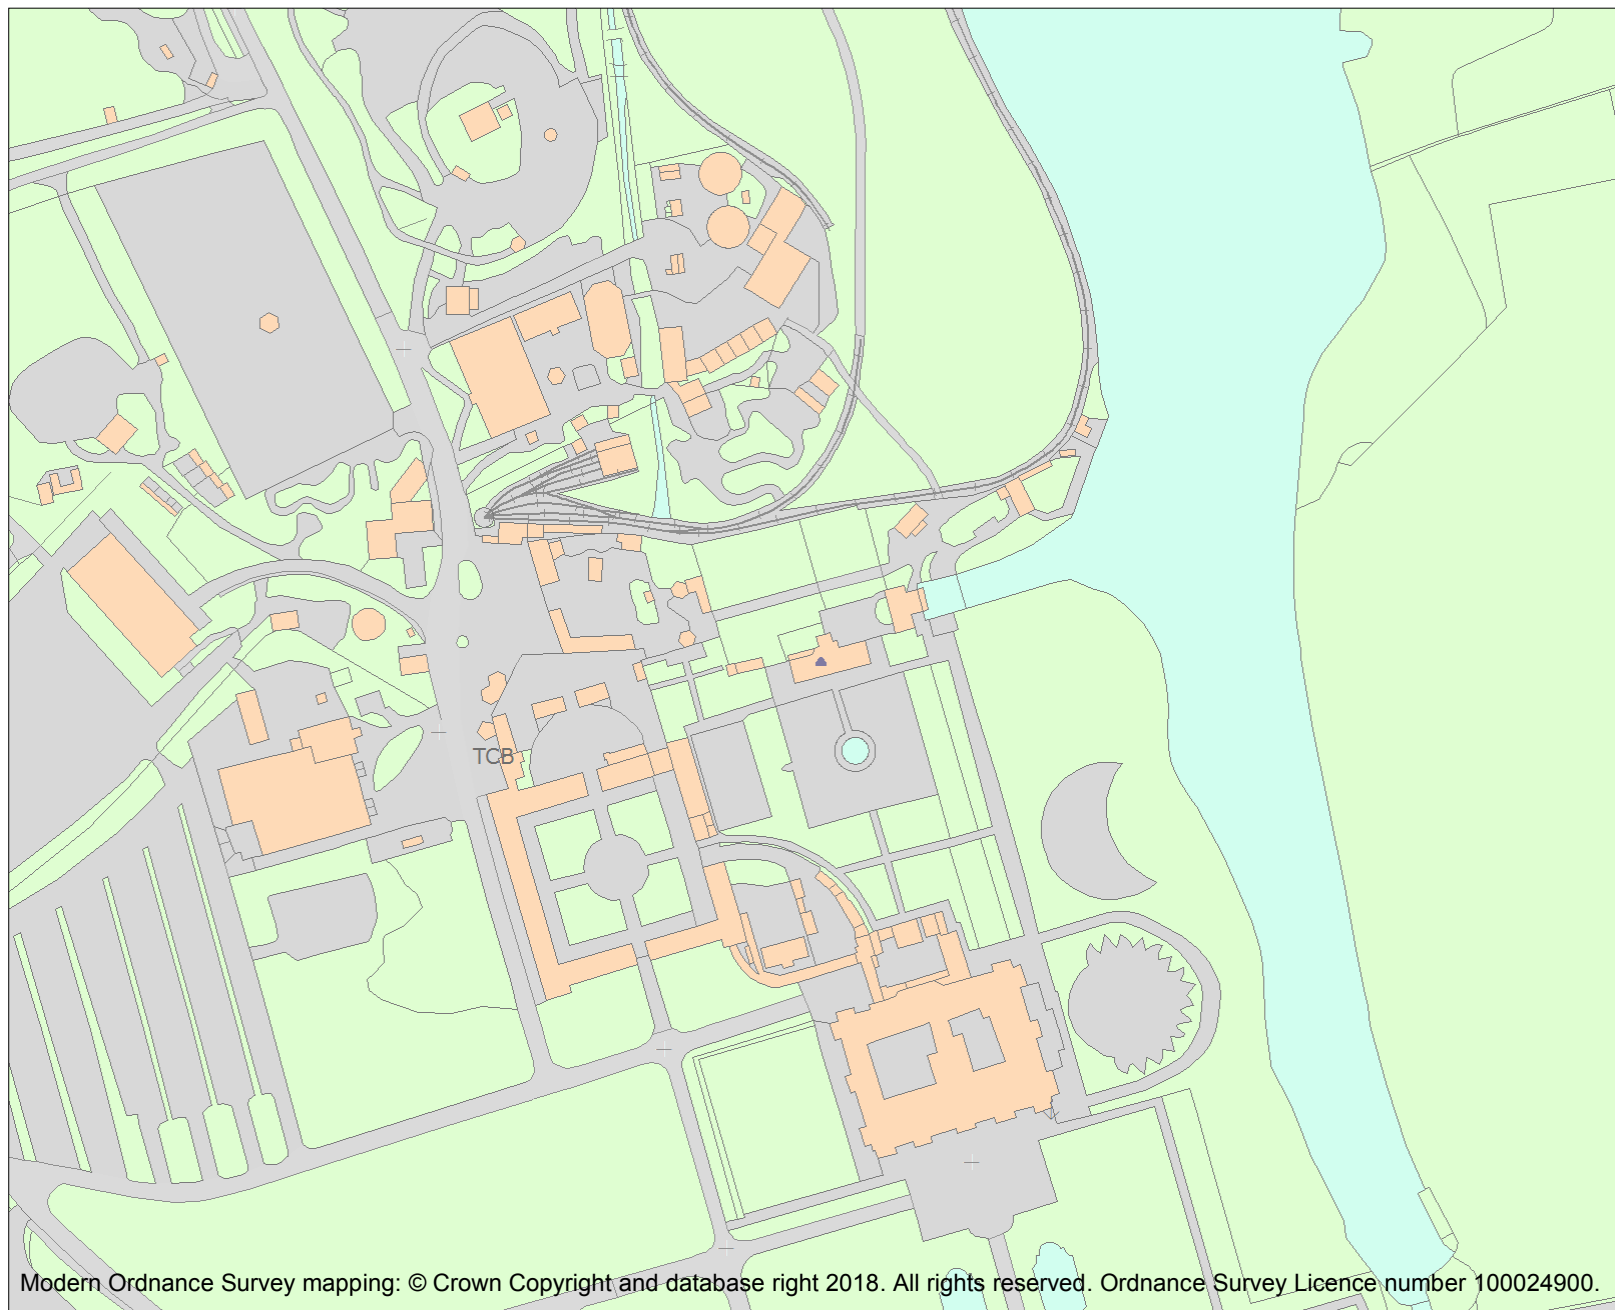 TCB
Modern Ordnance Survey mapping: © Crown Copyright and database right 2018. All rights reserved. Ordnance Survey Licence number 100024900.